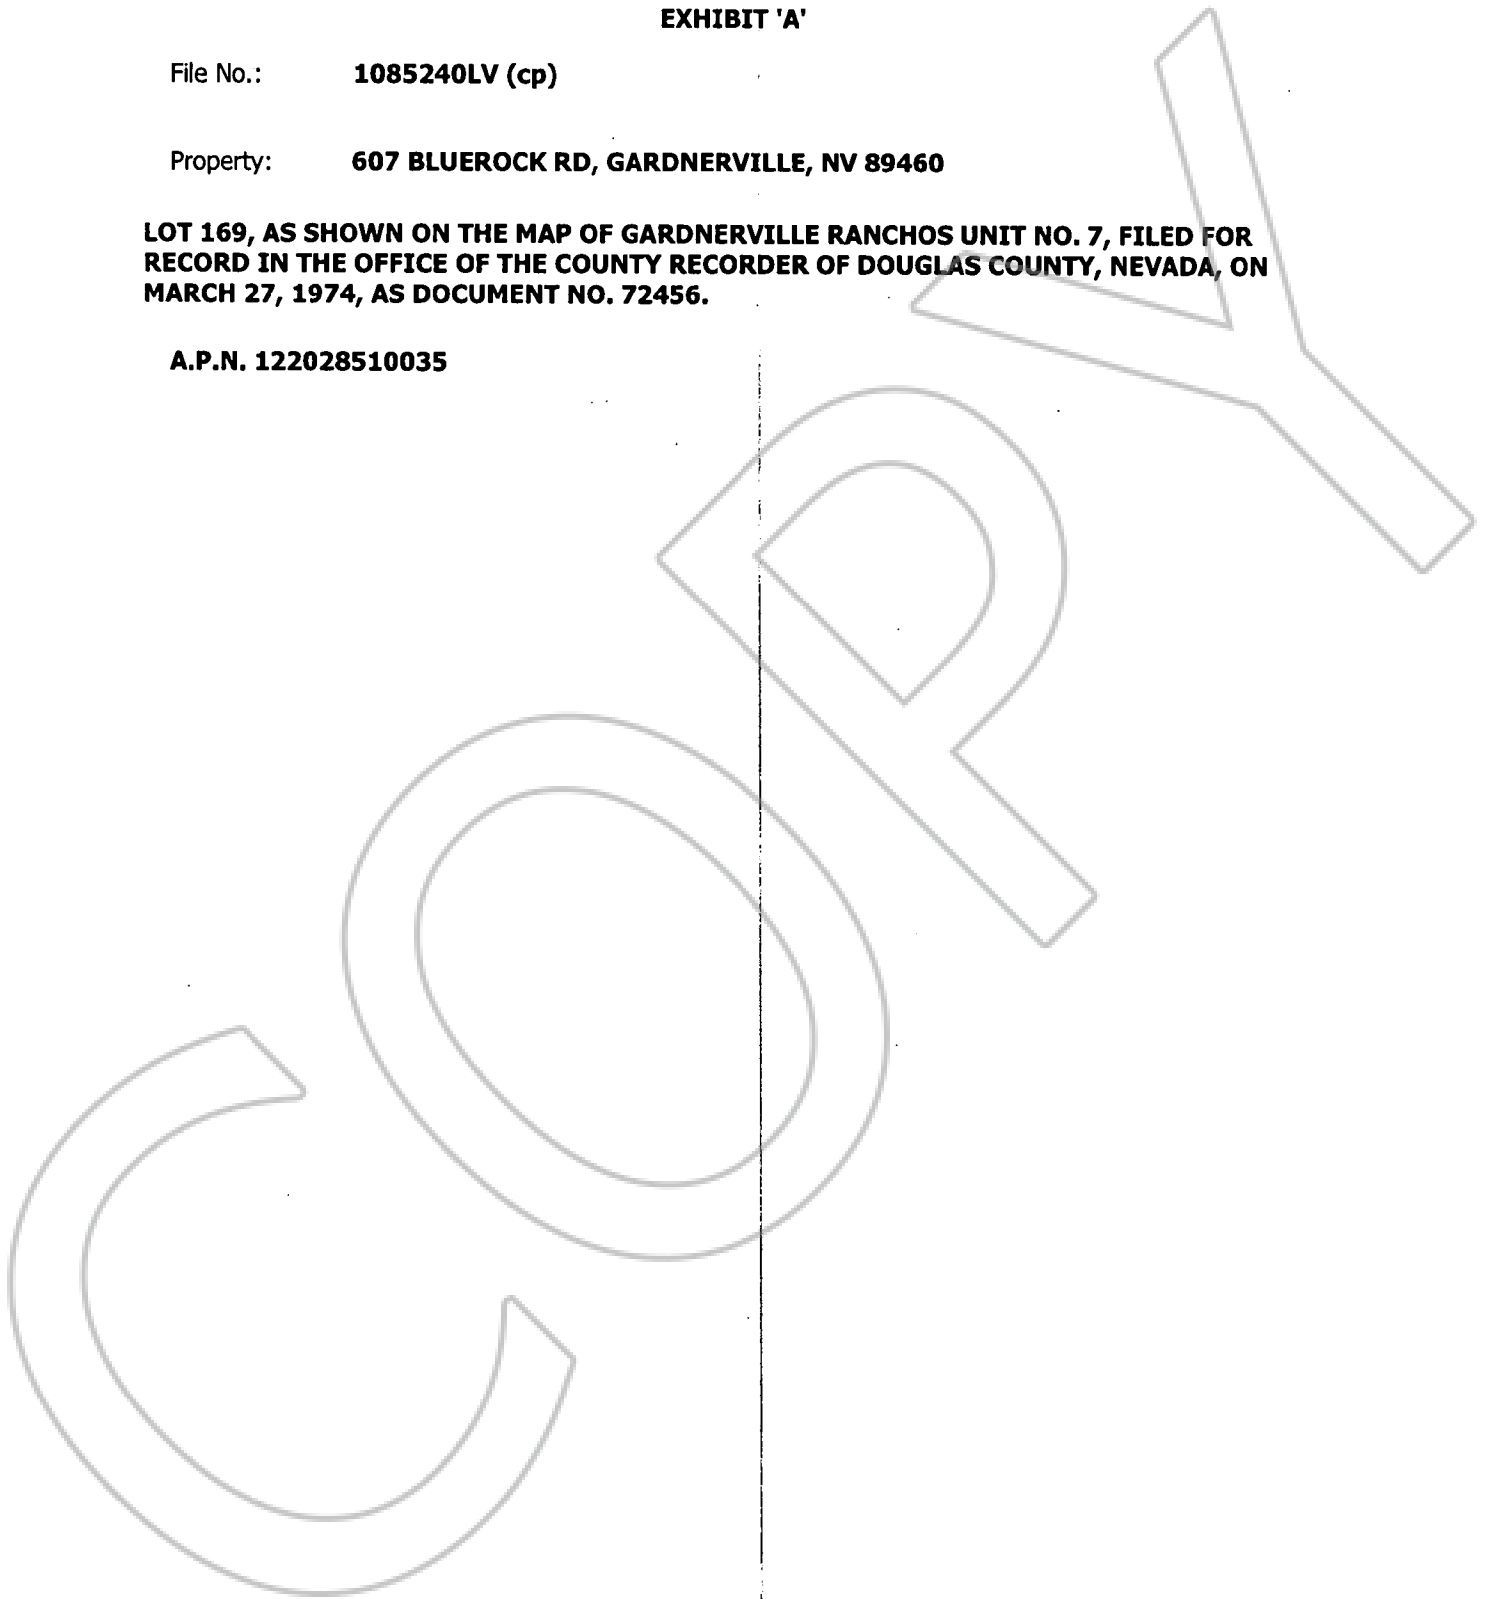 EXHIBIT 'A'
File No.: 1085240LV (cp)
Property: 607 BLUEROCK RD, GARDNERVILLE, NV 89460
LOT 169, AS SHOWN ON THE MAP OF GARDNERVILLE RANCHOS UNIT NO. 7, FILED FOR
RECORD IN THE OFFICE OF THE COUNTY RECORDER OF DOUGLAS COUNTY, NEVADA, ON
MARCH 27, 1974, AS DOCUMENT NO. 72456.
A.P.N. 122028510035
COPY